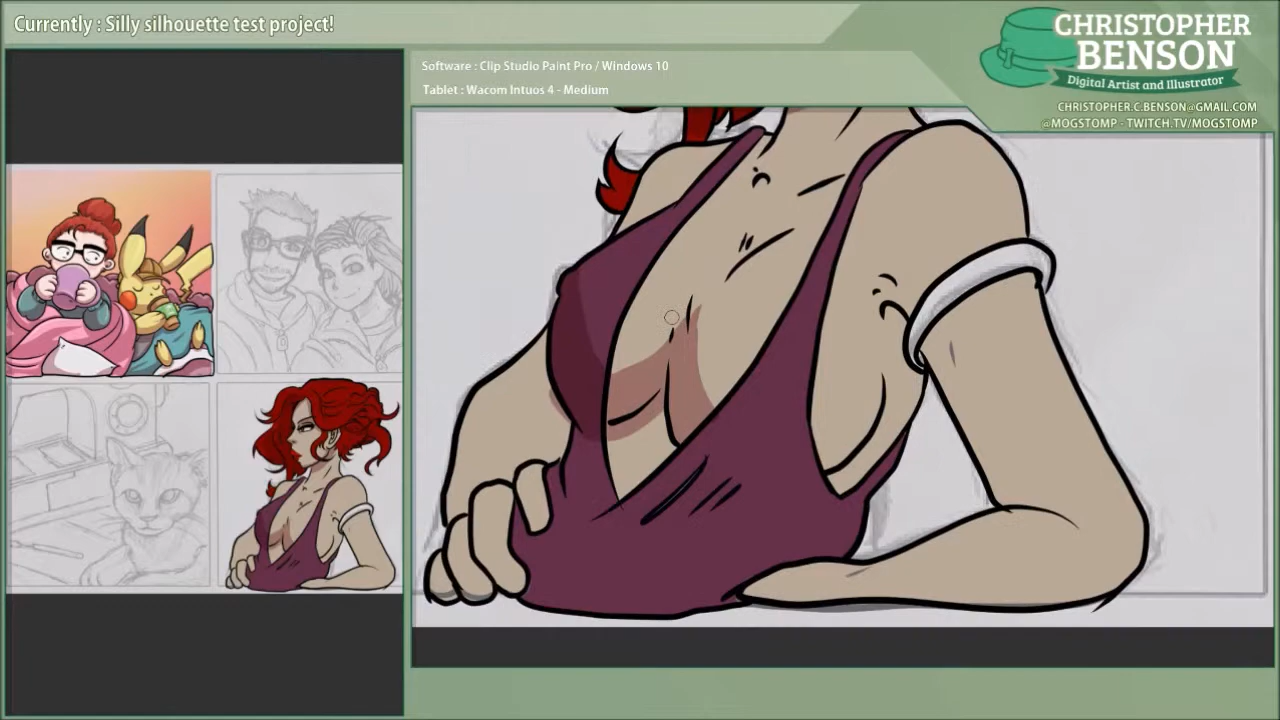 Currently : Silly silhouette test project!
Software : Clip Studio Paint Pro / Windows 10
Tablet : Wacom Intuos 4 - Medium
CHRISTOPHER
BENSON
Digital Artist and Illustrator
CHRISTOPHER.C.BENSON@GMAIL.COM
@MOGSTOMP - TWITCH.TV/MOGSTOMP